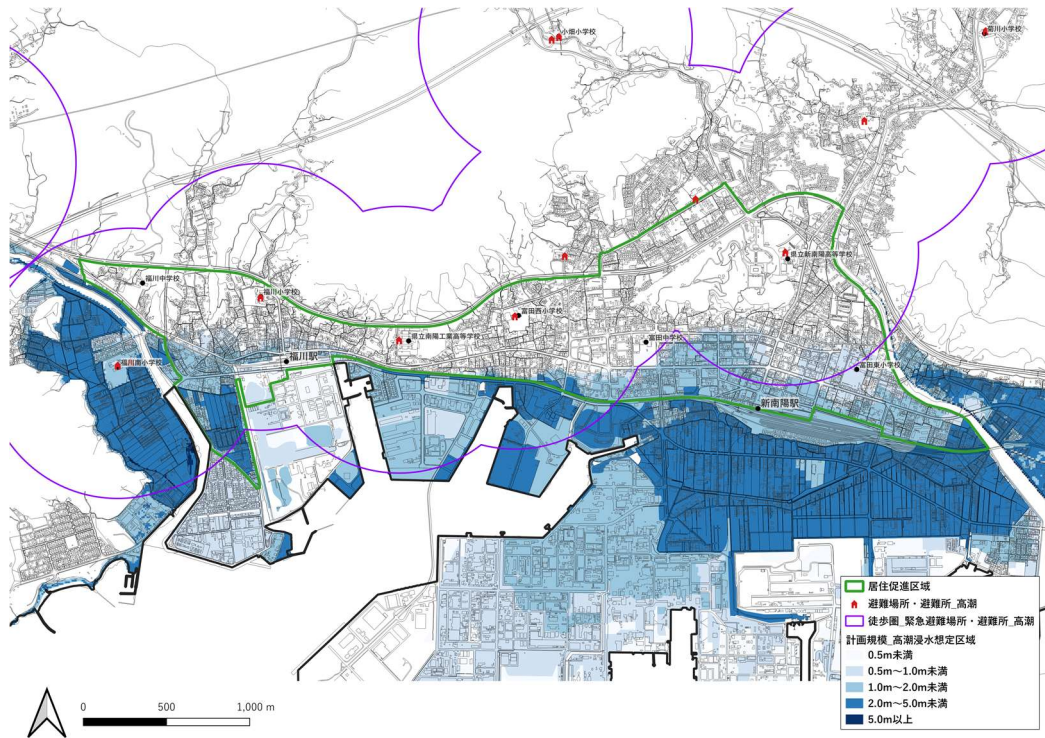 小畑小学校
菊川小学校
県立新南陽高等学校
福川中学校
福川小学校
富田西小学校
県立南陽工業高等学校
富田中学校
福川駅
福川南小学校
富田東小学校
新南陽駅
居住促進区域
避難場所・避難所_高潮
徒歩圏_緊急避難場所・避難所_高潮
計画規模_高潮浸水想定区域
0.5m未満
0.5m～1.0m未満
1.0m～2.0m未満
2.0m～5.0m未満
5.0m以上
0 500 1,000 m